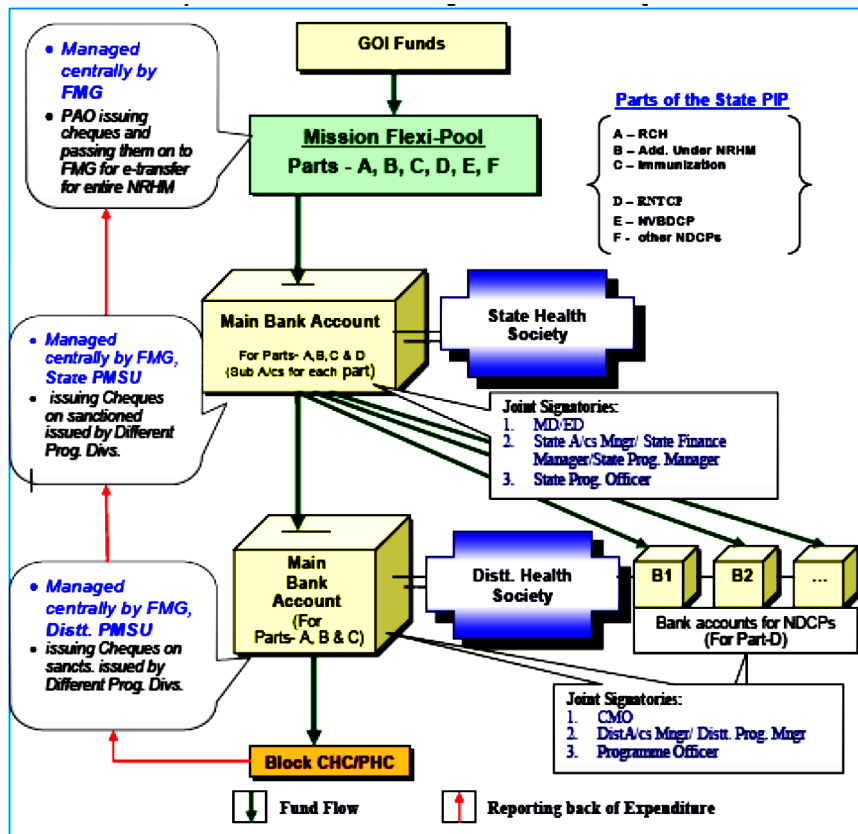 GOI Funds
• Managed
centrally by
FMG
• PAO issuing
cheques and
passing them on to
FMG for e-transfer
for entire NRHM
Mission Flexi-Pool
Parts - A, B, C, D, E, F
Parts of the State PIP
A – RCH
B – Add. Under NRHM
C – Immunization
D – RNTCP
E – NVBDCP
F - other NDCPs
Main Bank Account
For Parts- A,B,C & D
(Sub A/cs for each part)
State Health
Society
• Managed
centrally by FMG,
State PMSU
• issuing Cheques
on sanctioned
issued by Different
Prog. Divs.
Joint Signatories:
1. MD/ED
2. State A/cs Mngr/ State Finance
Manager/State Prog. Manager
3. State Prog. Officer
Main
Bank
Account
(For
Parts- A, B & C)
Distt. Health
Society
B1
B2
...
Bank accounts for NDCPs
(For Part-D)
• Managed
centrally by FMG,
Distt. PMSU
• issuing Cheques on
sancts. issued by
Different Prog. Divs.
Joint Signatories:
1. CMO
2. DistA/cs Mngr/ Distt. Prog. Mngr
3. Programme Officer
Block CHC/PHC
Fund Flow
Reporting back of Expenditure